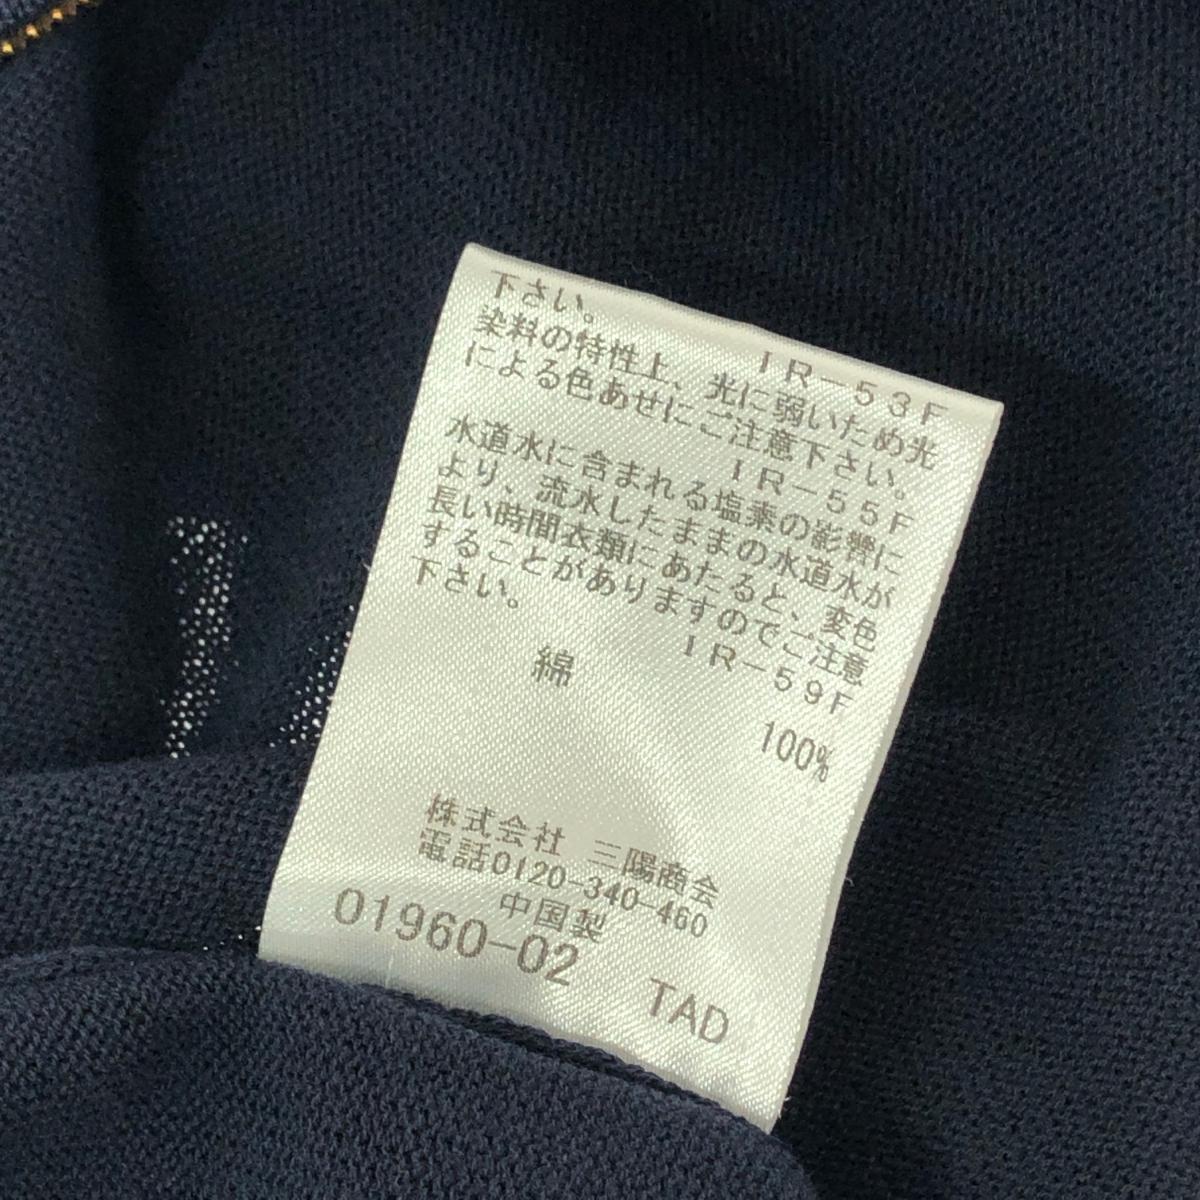 下さい。
ＩＲ－５３Ｆ
染料の特性上、光に弱いため光
による色あせにご注意下さい。
ＩＲ－５５Ｆ
水道水に含まれる塩素の影響に
より、流水したままの水道水が
長い時間衣類にあたると、変色
することがありますのでご注意
下さい。
ＩＲ－５９Ｆ
綿
100%
株式会社 三陽商会
電話0120-340-460
中国製
01960-02
TAD